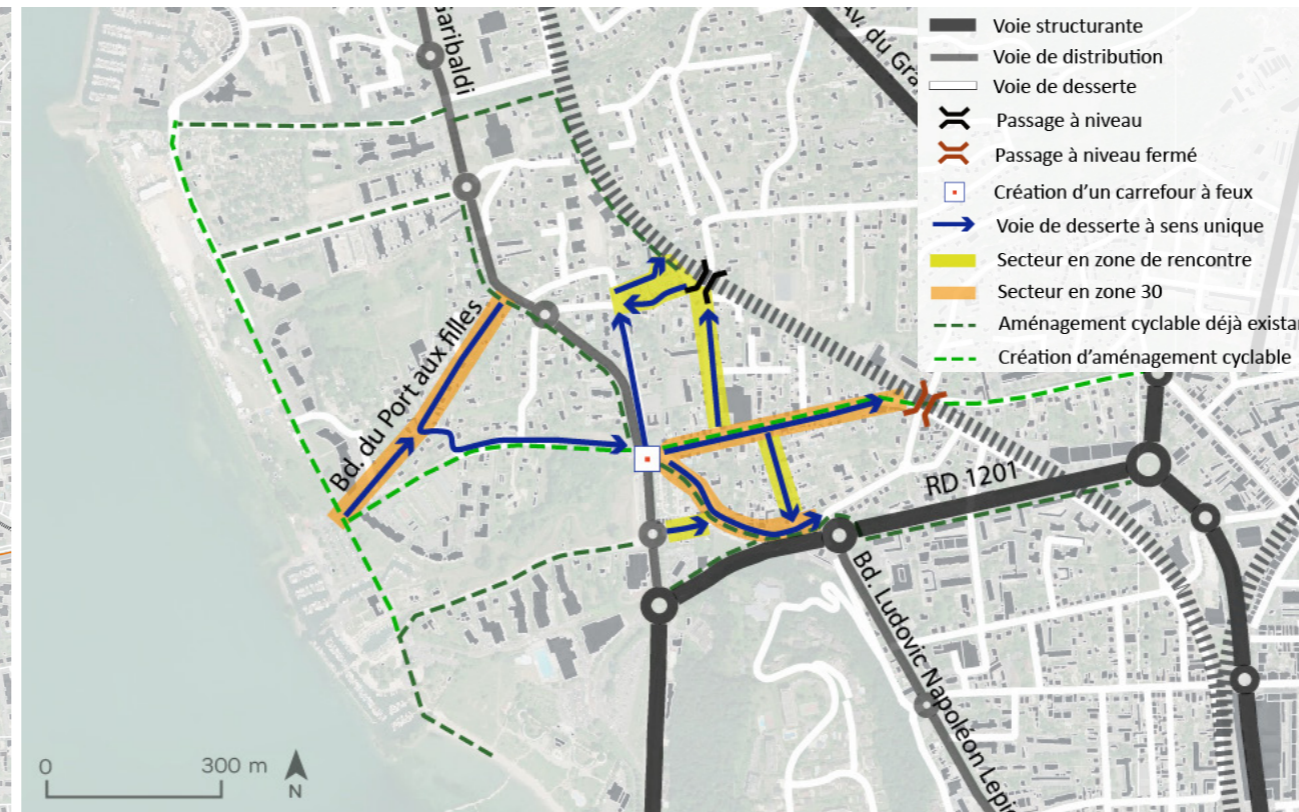 Garibaldi
Av. du Gra
Voie structurante
Voie de distribution
Voie de desserte
Passage à niveau
Passage à niveau fermé
Création d'un carrefour à feux
Voie de desserte à sens unique
Secteur en zone de rencontre
Secteur en zone 30
Aménagement cyclable déjà existan
Création d'aménagement cyclable
Bd. du Port aux filles
RD 1201
Bd. Ludovic Napoléon Lepic
0 300 m
N